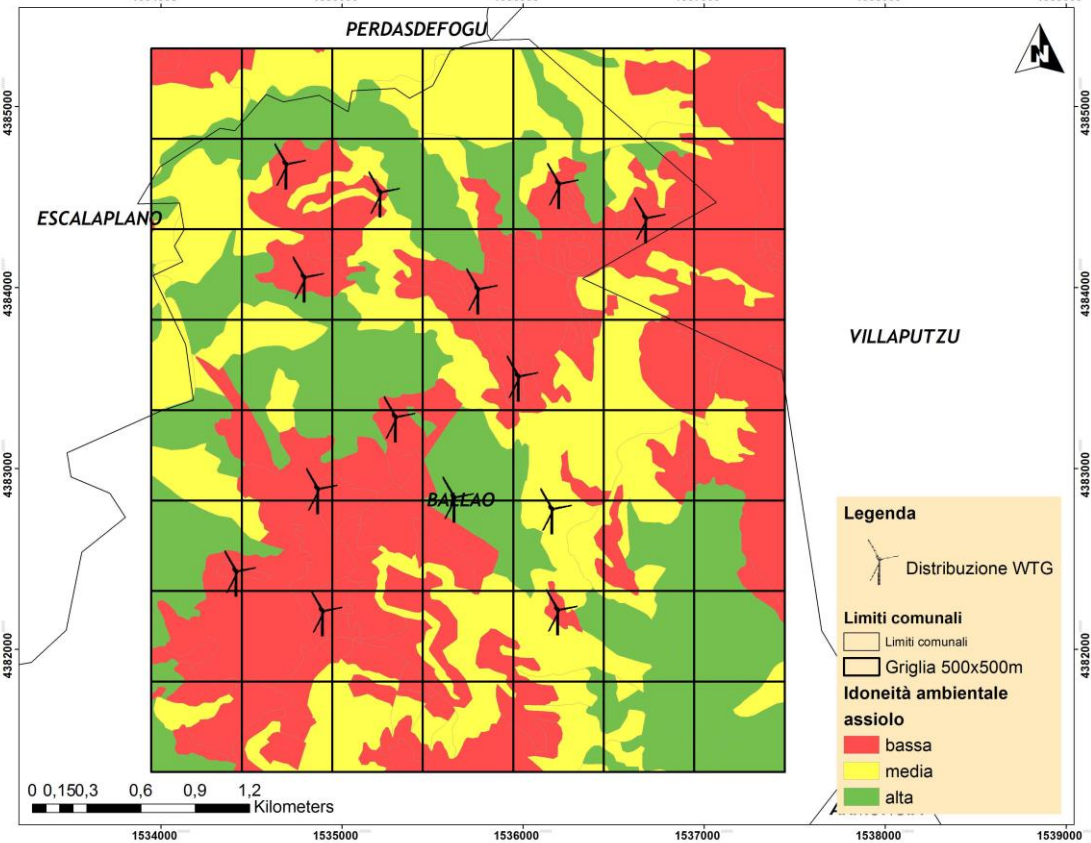 PERDASDEFOGU
N
4385000
4385000
ESCALAPLANO
4384000
4384000
VILLAPUTZU
4383000
4383000
BALLAO
Legenda
Distribuzione WTG
Limiti comunali
Limiti comunali
Griglia 500x500m
Idoneità ambientale
assiolo
bassa
media
alta
4382000
4382000
0 0,150,3 0,6 0,9 1,2
Kilometers
1534000 1535000 1536000 1537000 1538000 1539000